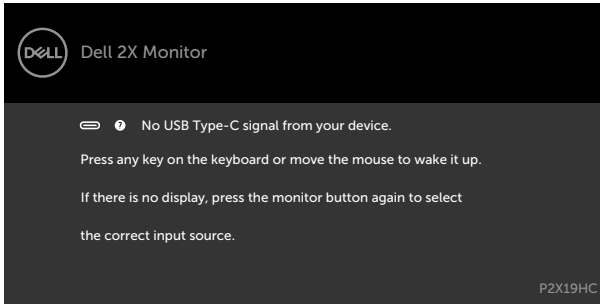 DELL
Dell 2X Monitor
? No USB Type-C signal from your device.
Press any key on the keyboard or move the mouse to wake it up.
If there is no display, press the monitor button again to select
the correct input source.
P2X19HC